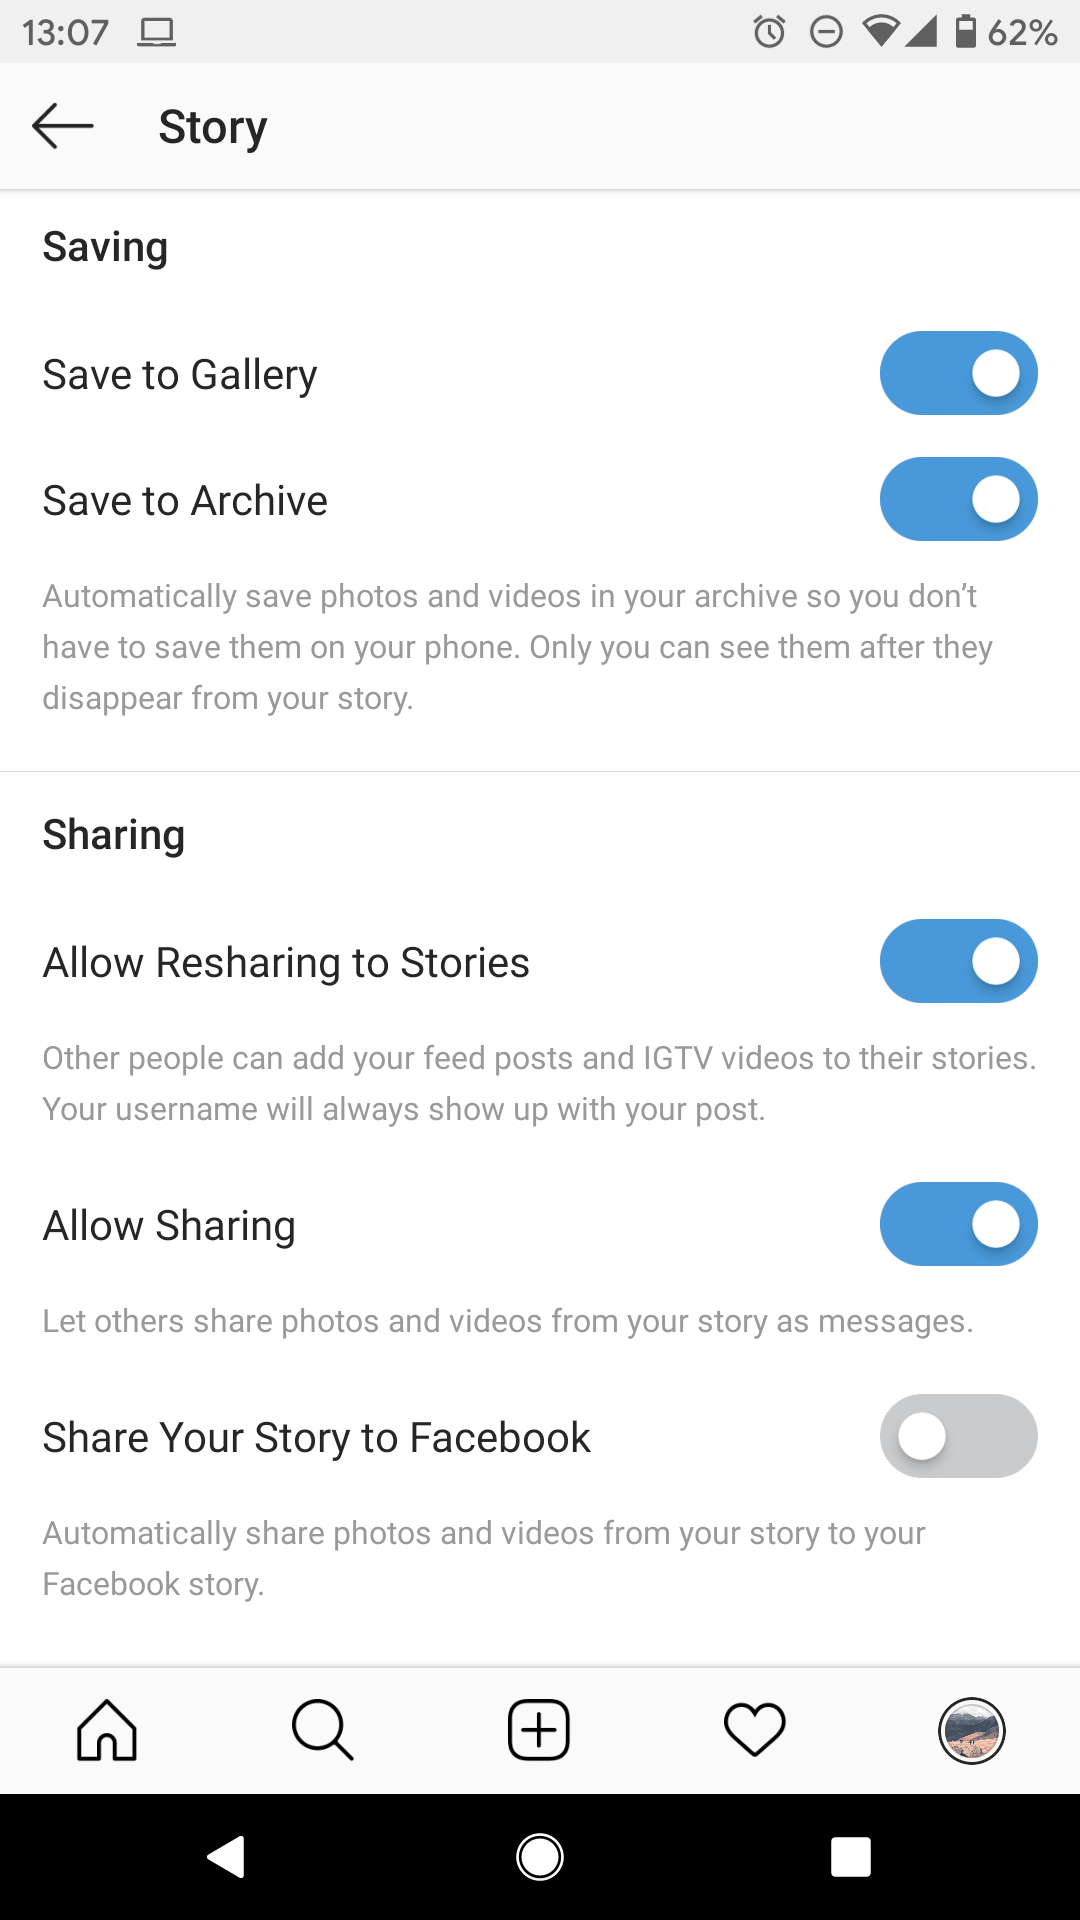 13:07 62%
Story
Saving
Save to Gallery
Save to Archive
Automatically save photos and videos in your archive so you don’t
have to save them on your phone. Only you can see them after they
disappear from your story.
Sharing
Allow Resharing to Stories
Other people can add your feed posts and IGTV videos to their stories.
Your username will always show up with your post.
Allow Sharing
Let others share photos and videos from your story as messages.
Share Your Story to Facebook
Automatically share photos and videos from your story to your
Facebook story.